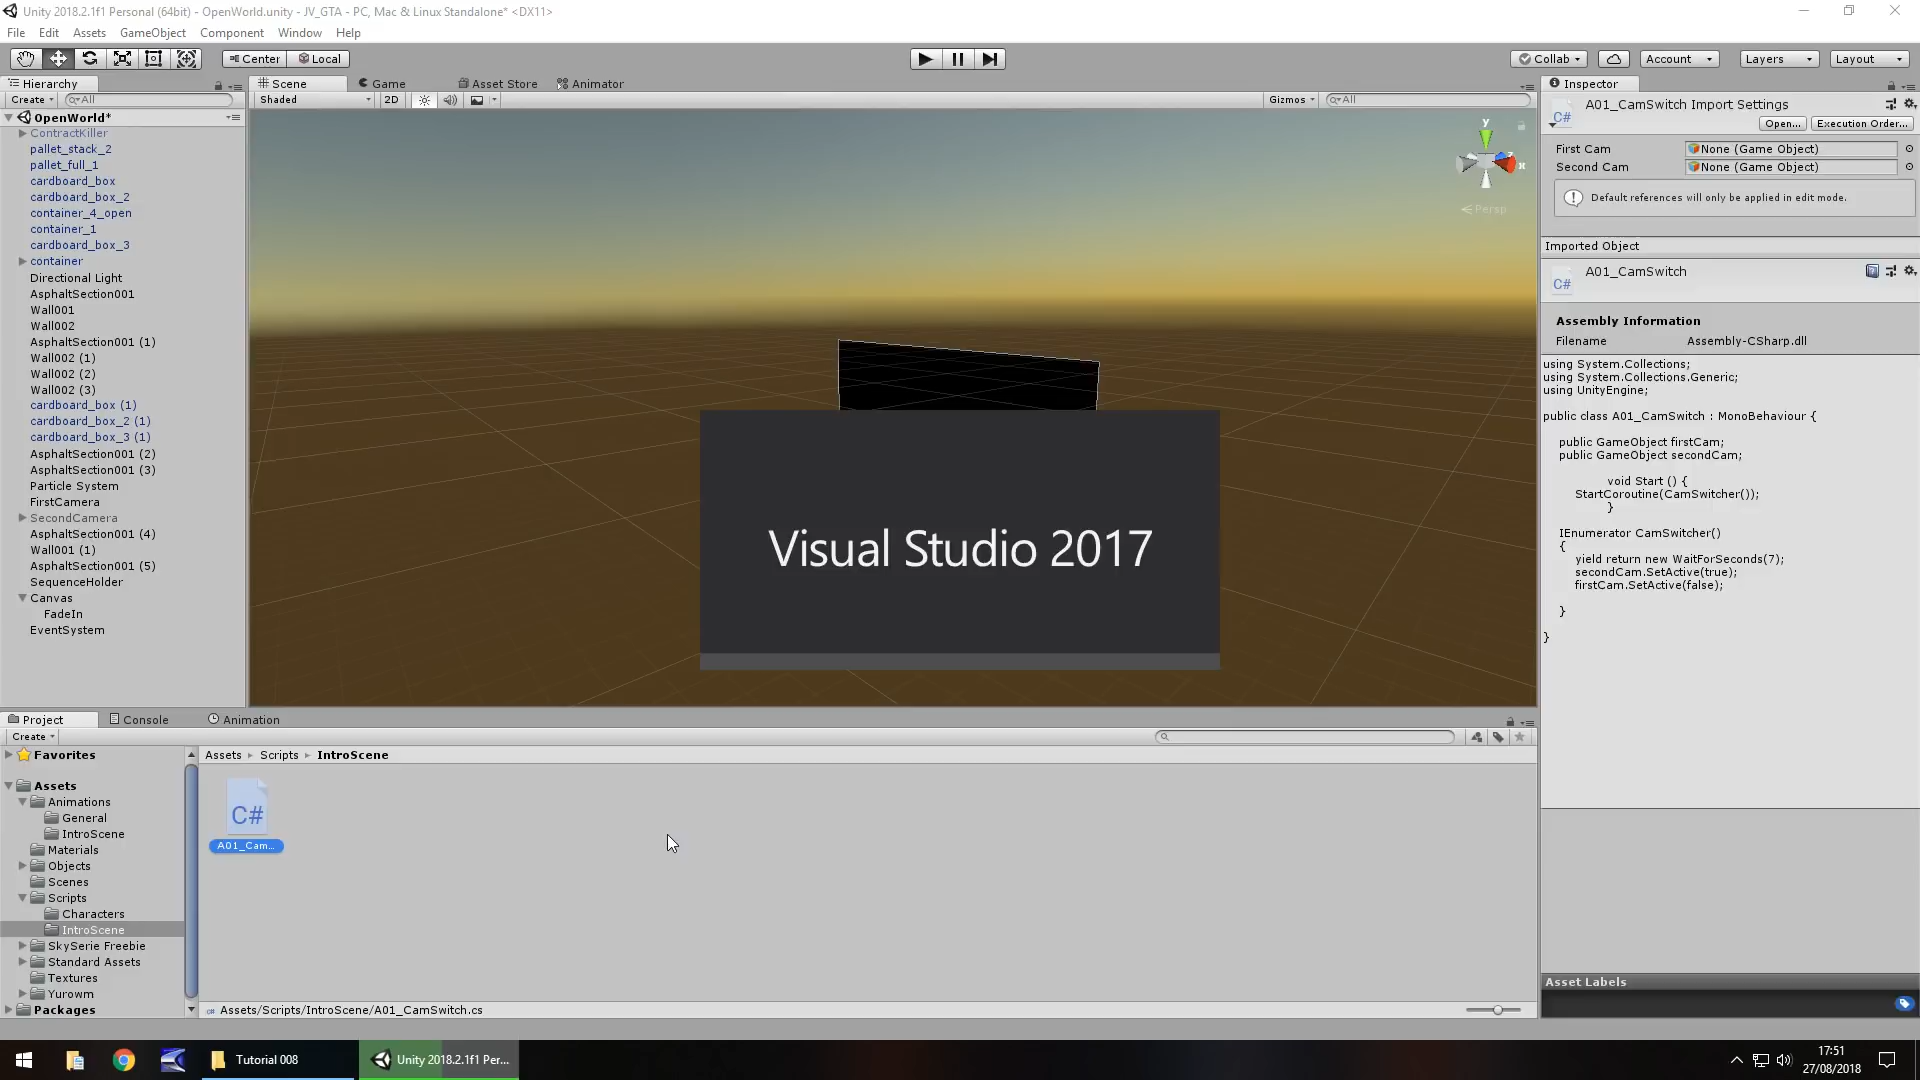 Unity 2018.2.1f1 Personal (64bit) - OpenWorld.unity - JV_GTA - PC, Mac & Linux Standalone* <DX11>
File Edit Assets GameObject Component Window Help
Center Local
Collab Account Layers Layout
Hierarchy
Create All
OpenWorld*
ContractKiller
pallet_stack_2
pallet_full_1
cardboard_box
cardboard_box_2
container_4_open
container_1
cardboard_box_3
container
Directional Light
AsphaltSection001
Wall001
Wall002
AsphaltSection001 (1)
Wall002 (1)
Wall002 (2)
Wall002 (3)
cardboard_box (1)
cardboard_box_2 (1)
cardboard_box_3 (1)
AsphaltSection001 (2)
AsphaltSection001 (3)
Particle System
FirstCamera
SecondCamera
AsphaltSection001 (4)
Wall001 (1)
AsphaltSection001 (5)
SequenceHolder
Canvas
FadeIn
EventSystem
Scene Game Asset Store Animator
Shaded 2D Gizmos All
y
x
Persp
Visual Studio 2017
Inspector
A01_CamSwitch Import Settings
C#
Open... Execution Order...
First Cam None (Game Object)
Second Cam None (Game Object)
Default references will only be applied in edit mode.
Imported Object
A01_CamSwitch
C#
Assembly Information
Filename Assembly-CSharp.dll
using System.Collections;
using System.Collections.Generic;
using UnityEngine;
public class A01_CamSwitch : MonoBehaviour {
public GameObject firstCam;
public GameObject secondCam;
void Start () {
StartCoroutine(CamSwitcher());
}
IEnumerator CamSwitcher()
{
yield return new WaitForSeconds(7);
secondCam.SetActive(true);
firstCam.SetActive(false);
}
}
Asset Labels
Project Console Animation
Create
Favorites
Assets
Animations
General
IntroScene
Materials
Objects
Scenes
Scripts
Characters
IntroScene
SkySerie Freebie
Standard Assets
Textures
Yurowm
Packages
Assets Scripts IntroScene
C#
A01_Cam...
Assets/Scripts/IntroScene/A01_CamSwitch.cs
Tutorial 008
Unity 2018.2.1f1 Per...
17:51
27/08/2018